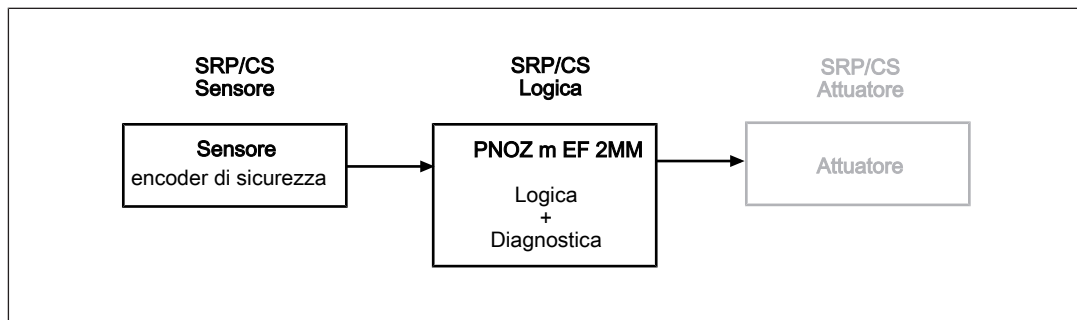 SRP/CS
Sensore
Sensore
encoder di sicurezza
SRP/CS
Logica
PNOZ m EF 2MM
Logica
+
Diagnostica
SRP/CS
Attuatore
Attuatore